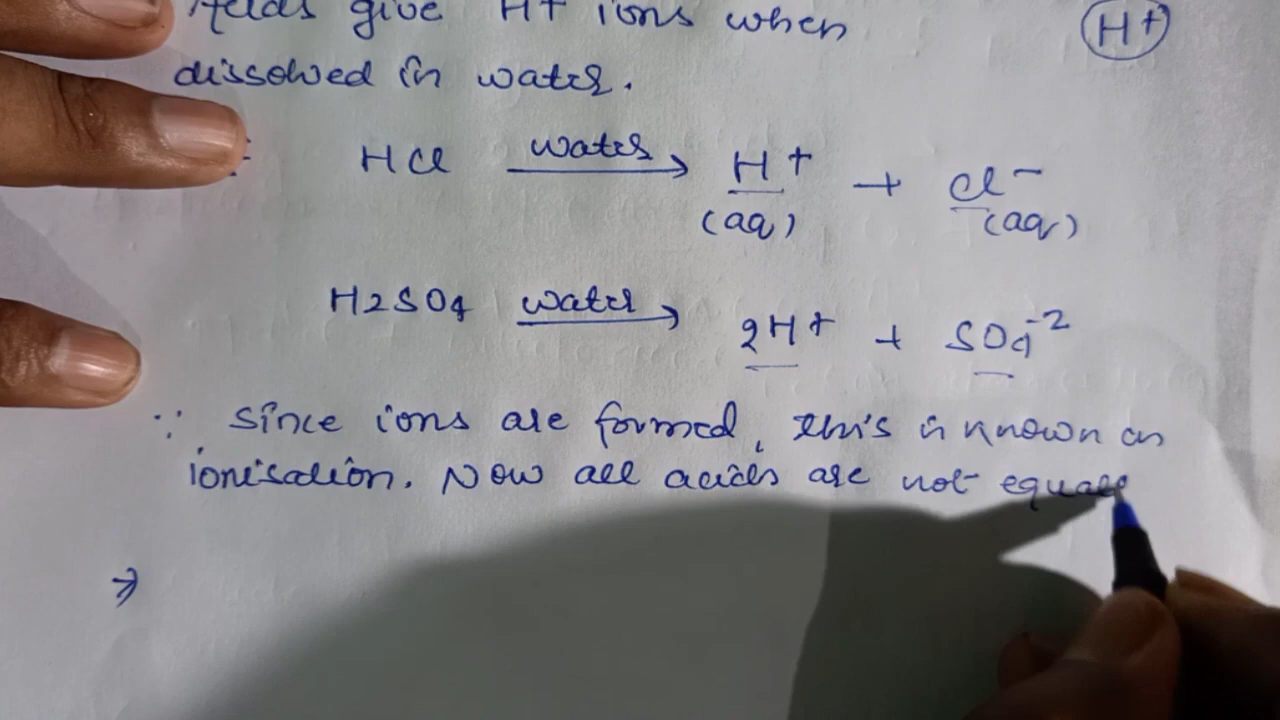 Acids give H+ ions when
H+
dissolved in water.
HCl water → H+ + Cl-
(aq) (aq)
H2SO4 water → 2H+ + SO4-2
∵ Since ions are formed, this is known as
ionisation. Now all acids are not equall
⇒